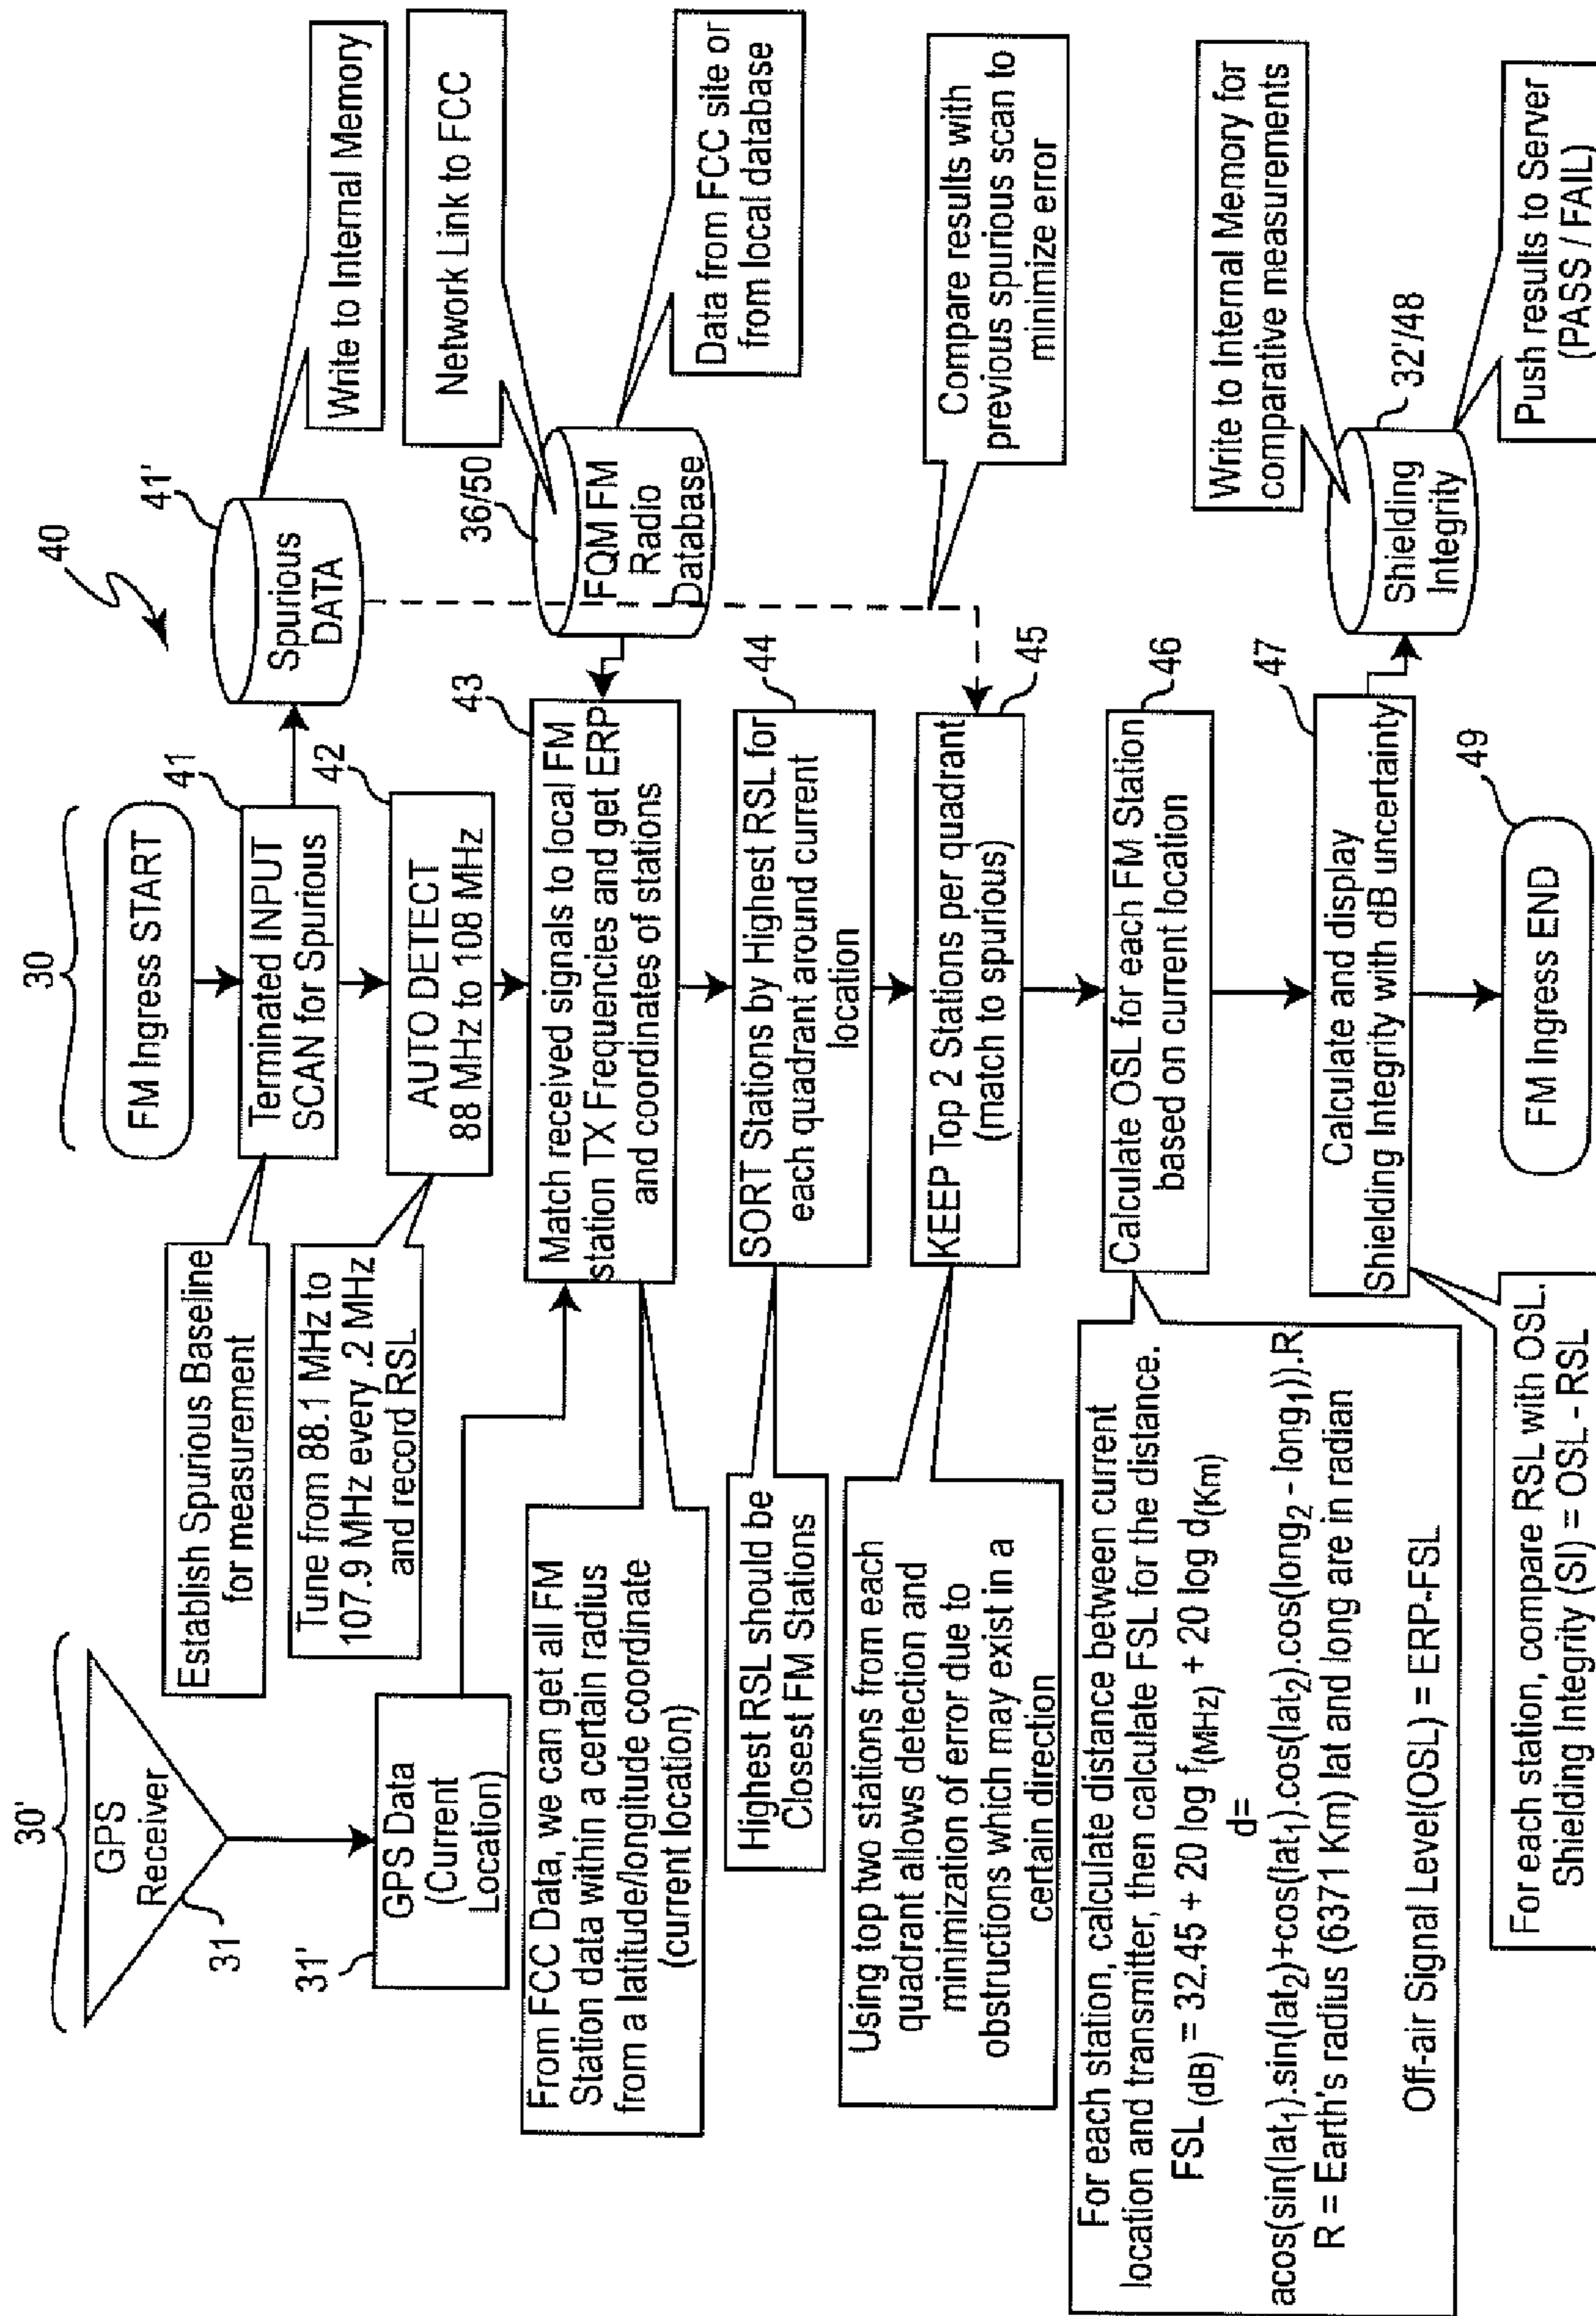 30'
GPS
Receiver
31
31'
GPS Data
(Current
Location)
30
FM Ingress START
40
Establish Spurious Baseline
for measurement
41
Terminated INPUT
SCAN for Spurious
41'
Spurious
DATA
Write to Internal Memory
Tune from 88.1 MHz to
107.9 MHz every .2 MHz
and record RSL
42
AUTO DETECT
88 MHz to 108 MHz
Network Link to FCC
From FCC Data, we can get all FM
Station data within a certain radius
from a latitude/longitude coordinate
(current location)
43
Match received signals to local FM
station TX Frequencies and get ERP
and coordinates of stations
36/50
FQM FM
Radio
Database
Data from FCC site or
from local database
Highest RSL should be
Closest FM Stations
44
SORT Stations by Highest RSL for
each quadrant around current
location
Using top two stations from each
quadrant allows detection and
minimization of error due to
obstructions which may exist in a
certain direction
45
KEEP Top 2 Stations per quadrant
(match to spurious)
Compare results with
previous spurious scan to
minimize error
For each station, calculate distance between current
location and transmitter, then calculate FSL for the distance.
FSL (dB) = 32.45 + 20 log f(MHz) + 20 log d(Km)
d=
acos(sin(lat1).sin(lat2)+cos(lat1).cos(lat2).cos(long2 - long1)).R
R = Earth's radius (6371 Km) lat and long are in radian
Off-air Signal Level(OSL) = ERP-FSL
46
Calculate OSL for each FM Station
based on current location
Write to Internal Memory for
comparative measurements
For each station, compare RSL with OSL.
Shielding Integrity (SI) = OSL - RSL
47
Calculate and display
Shielding Integrity with dB uncertainty
32'/48
Shielding
Integrity
Push results to Server
(PASS / FAIL)
49
FM Ingress END